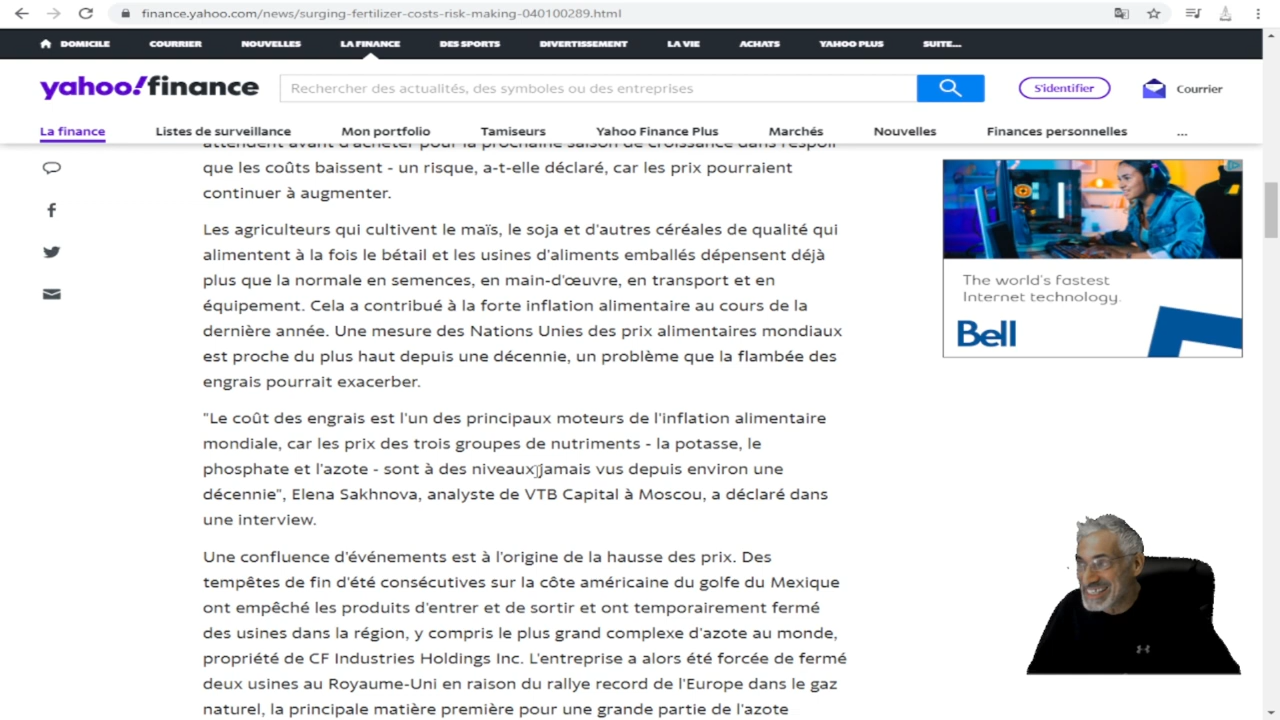 finance.yahoo.com/news/surging-fertilizer-costs-risk-making-040100289.html
DOMICILE COURRIER NOUVELLES LA FINANCE DES SPORTS DIVERTISSEMENT LA VIE ACHATS YAHOO PLUS SUITE...
yahoo!finance
Rechercher des actualités, des symboles ou des entreprises
S'identifier
Courrier
La finance Listes de surveillance Mon portfolio Tamiseurs Yahoo Finance Plus Marchés Nouvelles Finances personnelles ...
attendent avant d'acheter pour la prochaine saison de croissance dans l'espoir
que les coûts baissent - un risque, a-t-elle déclaré, car les prix pourraient
continuer à augmenter.
Les agriculteurs qui cultivent le maïs, le soja et d'autres céréales de qualité qui
alimentent à la fois le bétail et les usines d'aliments emballés dépensent déjà
plus que la normale en semences, en main-d'œuvre, en transport et en
équipement. Cela a contribué à la forte inflation alimentaire au cours de la
dernière année. Une mesure des Nations Unies des prix alimentaires mondiaux
est proche du plus haut depuis une décennie, un problème que la flambée des
engrais pourrait exacerber.
"Le coût des engrais est l'un des principaux moteurs de l'inflation alimentaire
mondiale, car les prix des trois groupes de nutriments - la potasse, le
phosphate et l'azote - sont à des niveaux jamais vus depuis environ une
décennie", Elena Sakhnova, analyste de VTB Capital à Moscou, a déclaré dans
une interview.
Une confluence d'événements est à l'origine de la hausse des prix. Des
tempêtes de fin d'été consécutives sur la côte américaine du golfe du Mexique
ont empêché les produits d'entrer et de sortir et ont temporairement fermé
des usines dans la région, y compris le plus grand complexe d'azote au monde,
propriété de CF Industries Holdings Inc. L'entreprise a alors été forcée de fermé
deux usines au Royaume-Uni en raison du rallye record de l'Europe dans le gaz
naturel, la principale matière première pour une grande partie de l'azote
The world's fastest
Internet technology.
Bell